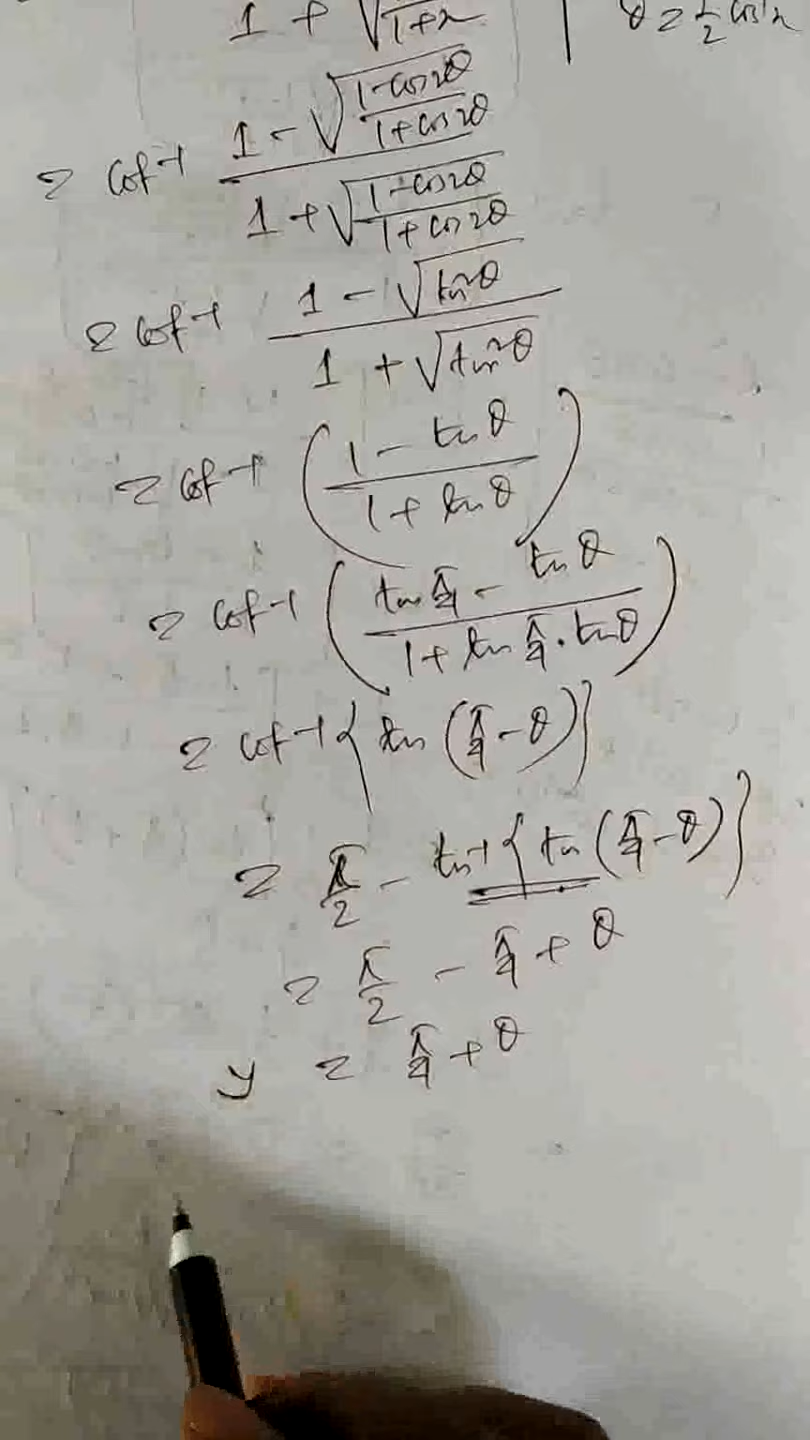 1 + √1+x | θ = 1/2 cos⁻¹x
= cot⁻¹ (1 - √((1-cos2θ)/(1+cos2θ))) / (1 + √((1-cos2θ)/(1+cos2θ)))
= cot⁻¹ (1 - √tan²θ) / (1 + √tan²θ)
= cot⁻¹ ((1 - tanθ) / (1 + tanθ))
= cot⁻¹ ((tan π/4 - tanθ) / (1 + tan π/4 . tanθ))
= cot⁻¹ {tan (π/4 - θ)}
= π/2 - tan⁻¹ {tan (π/4 - θ)}
= π/2 - π/4 + θ
y = π/4 + θ